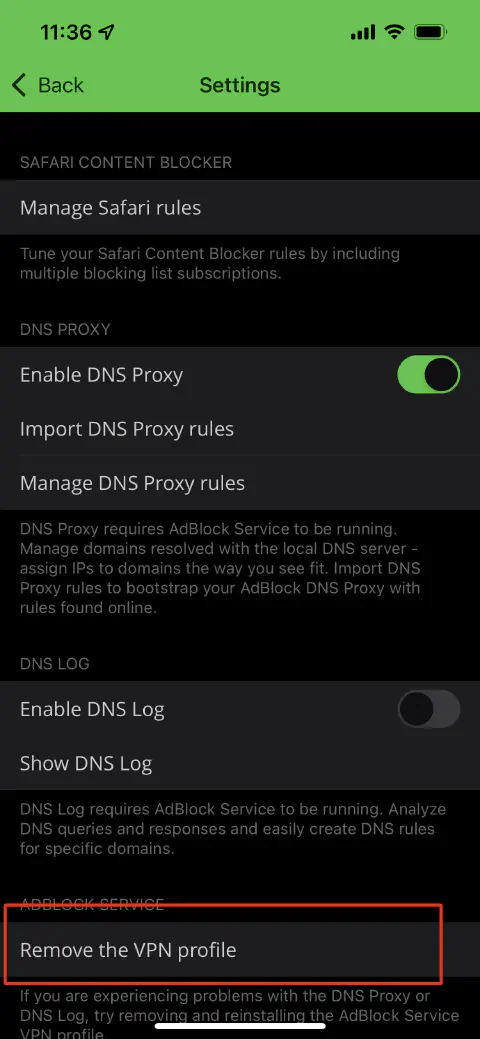 11:36
Back
Settings
SAFARI CONTENT BLOCKER
Manage Safari rules
Tune your Safari Content Blocker rules by including
multiple blocking list subscriptions.
DNS PROXY
Enable DNS Proxy
Import DNS Proxy rules
Manage DNS Proxy rules
DNS Proxy requires AdBlock Service to be running.
Manage domains resolved with the local DNS server -
assign IPs to domains the way you see fit. Import DNS
Proxy rules to bootstrap your AdBlock DNS Proxy with
rules found online.
DNS LOG
Enable DNS Log
Show DNS Log
DNS Log requires AdBlock Service to be running. Analyze
DNS queries and responses and easily create DNS rules
for specific domains.
ADBLOCK SERVICE
Remove the VPN profile
If you are experiencing problems with the DNS Proxy or
DNS Log, try removing and reinstalling the AdBlock Service
VPN profile